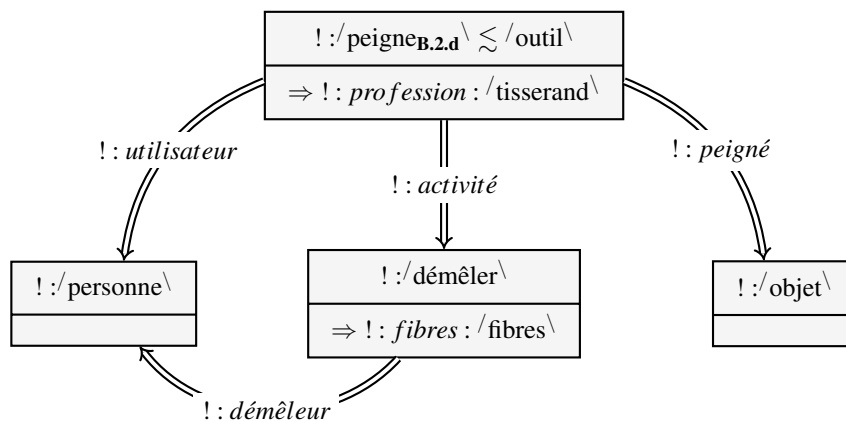 ! :/peigneB.2.d\ ≲ /outil\
⇒ ! : profession : /tisserand\
! : utilisateur
! : peigné
! : activité
! :/personne\
! :/démêler\
! :/objet\
⇒ ! : fibres : /fibres\
! : démêleur